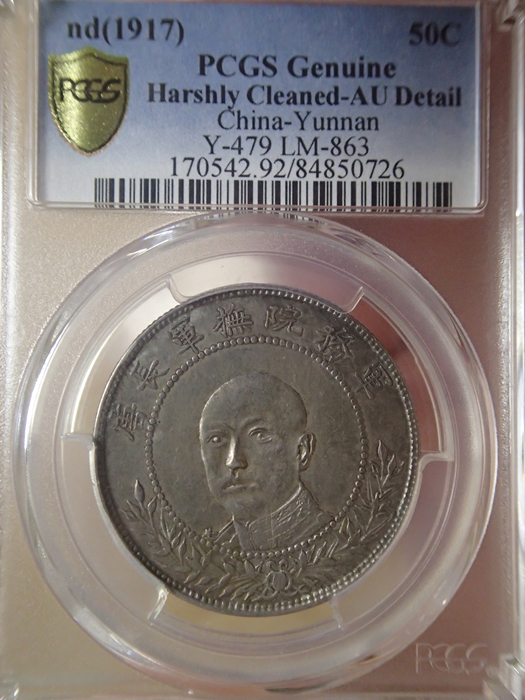 nd(1917) 50C
PCGS
PCGS Genuine
Harshly Cleaned-AU Detail
China-Yunnan
Y-479 LM-863
170542.92/84850726
軍務院撫軍長唐
PCGS